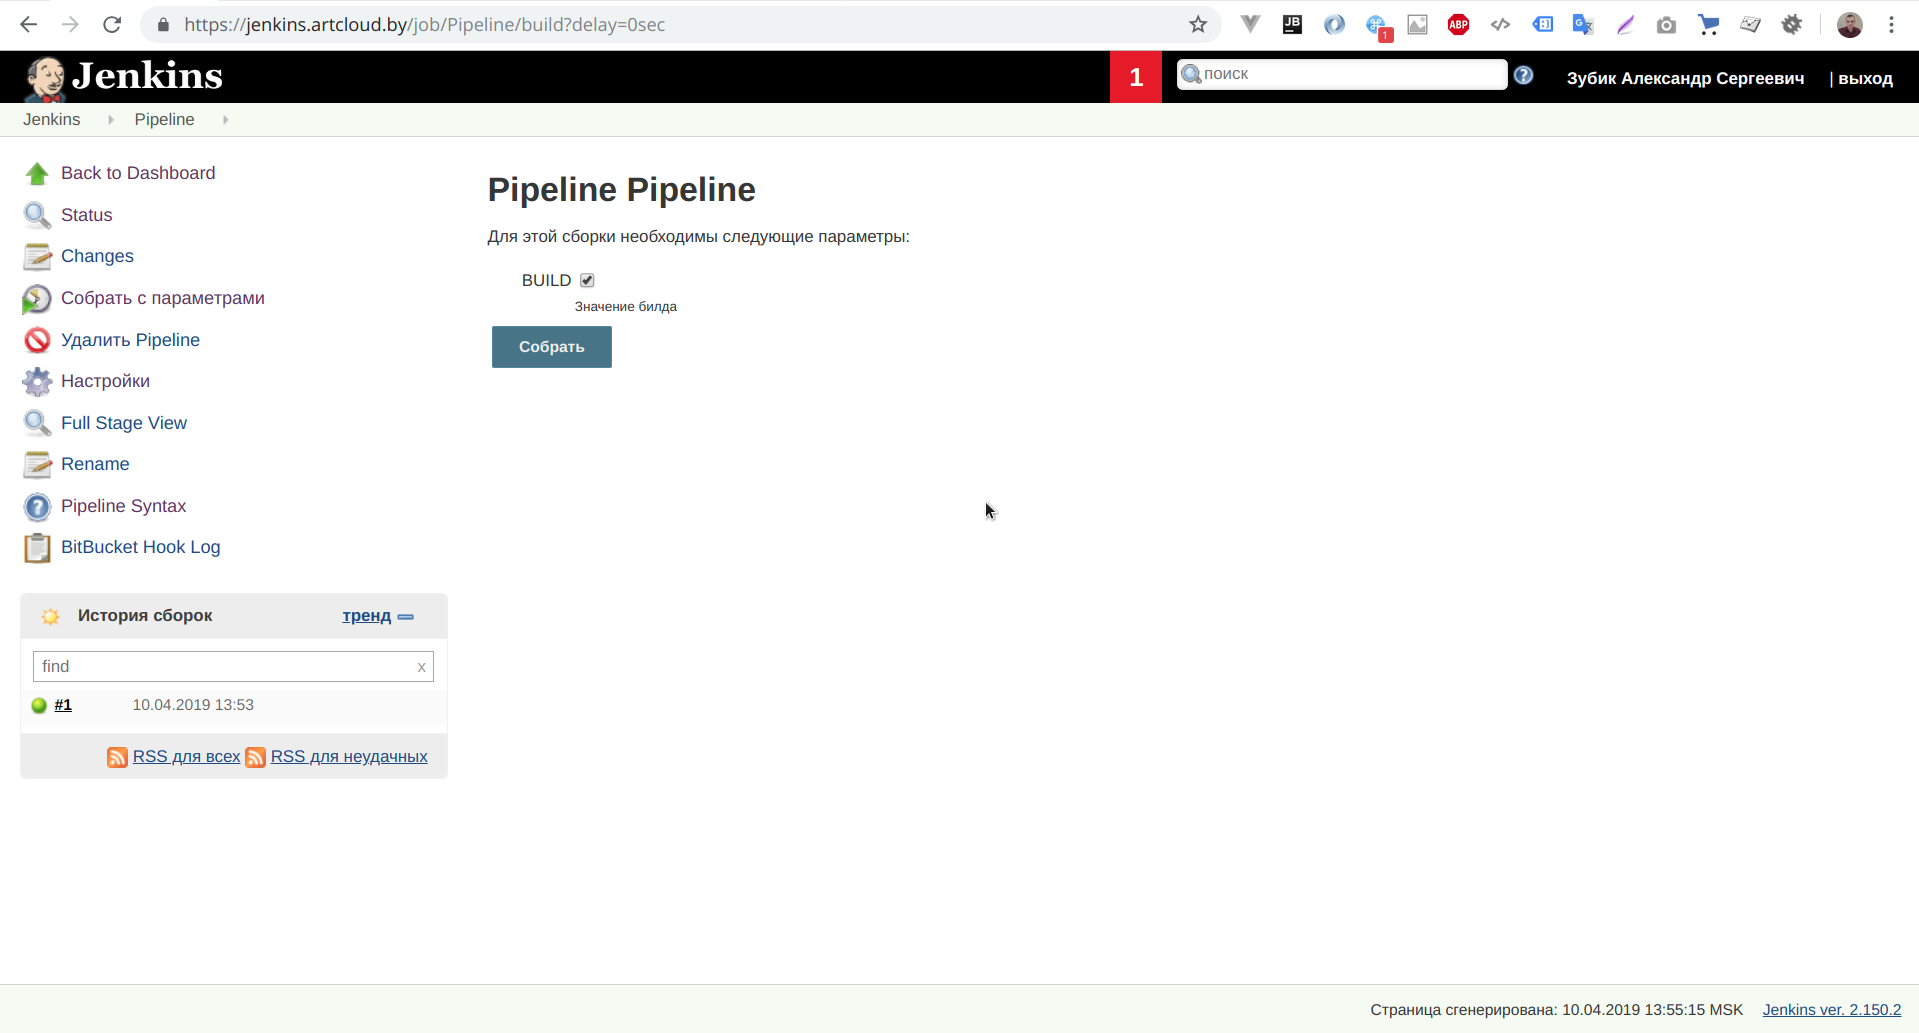 https://jenkins.artcloud.by/job/Pipeline/build?delay=0sec
JB
1
ABP
Jenkins
1
поиск
Зубик Александр Сергеевич
| выход
Jenkins
Pipeline
Back to Dashboard
Status
Changes
Собрать с параметрами
Удалить Pipeline
Настройки
Full Stage View
Rename
Pipeline Syntax
BitBucket Hook Log
Pipeline Pipeline
Для этой сборки необходимы следующие параметры:
BUILD
Значение билда
Собрать
История сборок
тренд
find
x
#1
10.04.2019 13:53
RSS для всех
RSS для неудачных
Страница сгенерирована: 10.04.2019 13:55:15 MSK
Jenkins ver. 2.150.2